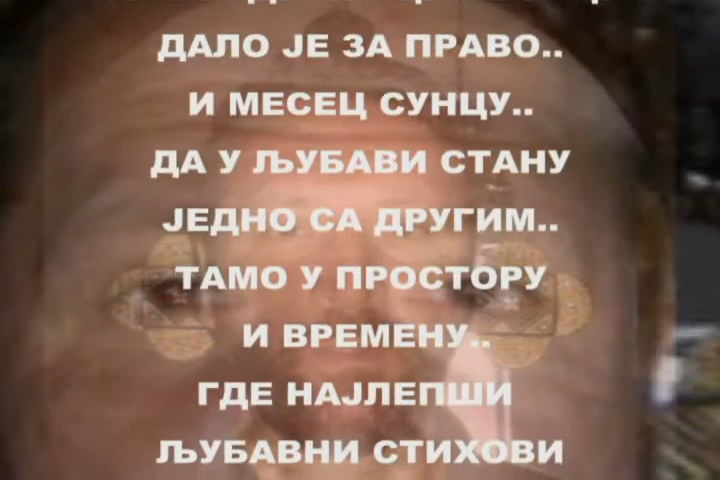 ДАЛО ЈЕ ЗА ПРАВО..
И МЕСЕЦ СУНЦУ..
ДА У ЉУБАВИ СТАНУ
ЈЕДНО СА ДРУГИМ..
ТАМО У ПРОСТОРУ
И ВРЕМЕНУ..
ГДЕ НАЈЛЕПШИ
ЉУБАВНИ СТИХОВИ